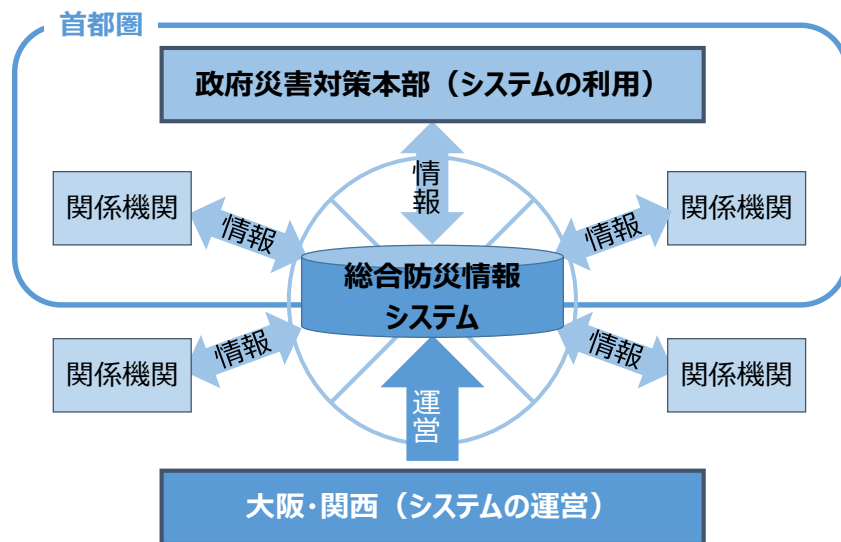 首都圏
政府災害対策本部（システムの利用）
情報
関係機関
情報
情報
関係機関
総合防災情報
システム
関係機関
情報
情報
関係機関
運営
大阪・関西（システムの運営）